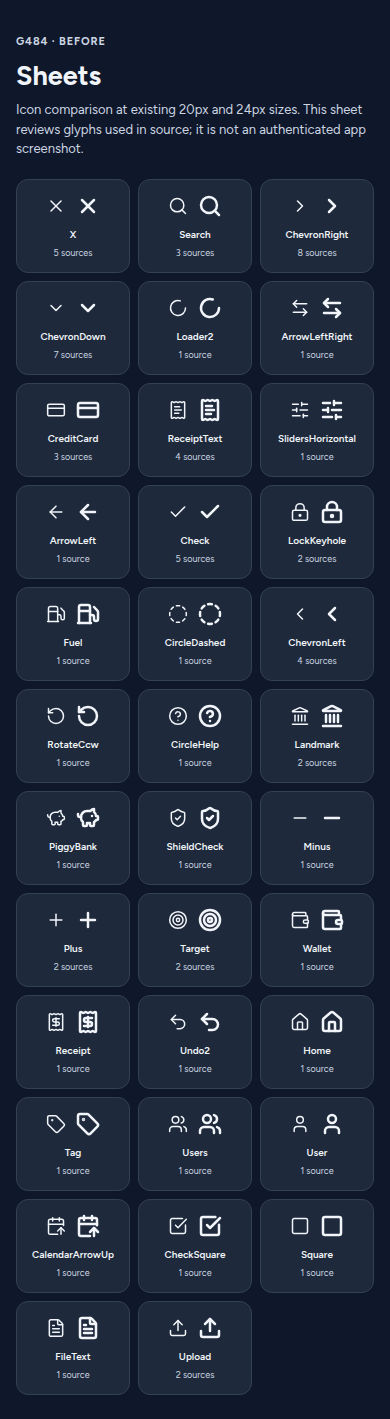 G484 · BEFORE
Sheets
Icon comparison at existing 20px and 24px sizes. This sheet
reviews glyphs used in source; it is not an authenticated app
screenshot.
X
5 sources
Search
3 sources
ChevronRight
8 sources
ChevronDown
7 sources
Loader2
1 source
ArrowLeftRight
1 source
CreditCard
3 sources
ReceiptText
4 sources
SlidersHorizontal
1 source
ArrowLeft
1 source
Check
5 sources
LockKeyhole
2 sources
Fuel
1 source
CircleDashed
1 source
ChevronLeft
4 sources
RotateCcw
1 source
CircleHelp
1 source
Landmark
2 sources
PiggyBank
1 source
ShieldCheck
1 source
Minus
1 source
Plus
2 sources
Target
2 sources
Wallet
1 source
Receipt
1 source
Undo2
1 source
Home
1 source
Tag
1 source
Users
1 source
User
1 source
CalendarArrowUp
1 source
CheckSquare
1 source
Square
1 source
FileText
1 source
Upload
2 sources